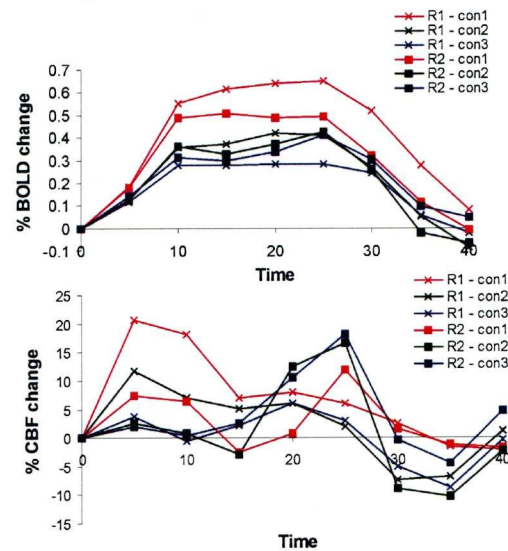 R1 - con1
R1 - con2
R1 - con3
R2 - con1
R2 - con2
R2 - con3
% BOLD change
0.7
0.6
0.5
0.4
0.3
0.2
0.1
0
-0.1
0 10 20 30 40
Time
R1 - con1
R1 - con2
R1 - con3
R2 - con1
R2 - con2
R2 - con3
% CBF change
25
20
15
10
5
0
-5
-10
-15
0 10 20 30 40
Time